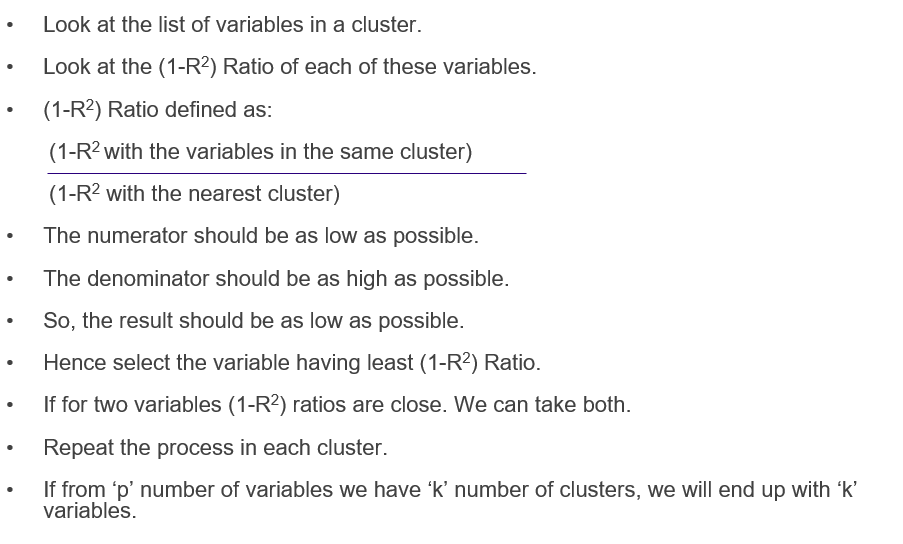 • Look at the list of variables in a cluster.
• Look at the (1-R²) Ratio of each of these variables.
• (1-R²) Ratio defined as:
(1-R² with the variables in the same cluster)
(1-R² with the nearest cluster)
• The numerator should be as low as possible.
• The denominator should be as high as possible.
• So, the result should be as low as possible.
• Hence select the variable having least (1-R²) Ratio.
• If for two variables (1-R²) ratios are close. We can take both.
• Repeat the process in each cluster.
• If from ‘p’ number of variables we have ‘k’ number of clusters, we will end up with ‘k’
variables.